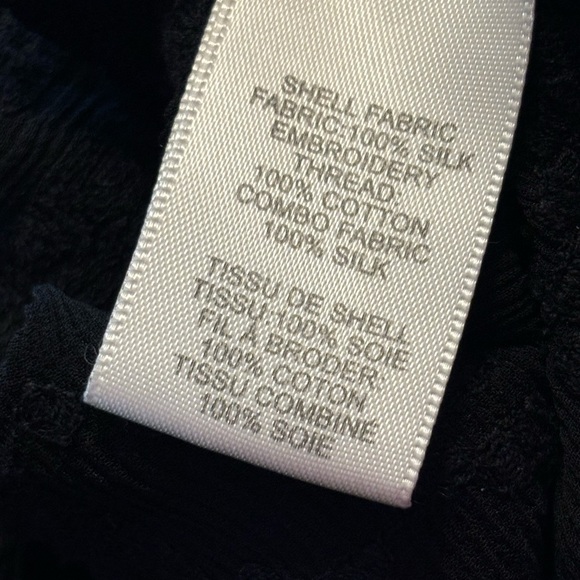 SHELL FABRIC
FABRIC:100% SILK
EMBROIDERY
THREAD:
100% COTTON
COMBO FABRIC
100% SILK
TISSU DE SHELL
TISSU:100% SOIE
FIL À BRODER:
100% COTON
TISSU COMBINÉ
100% SOIE